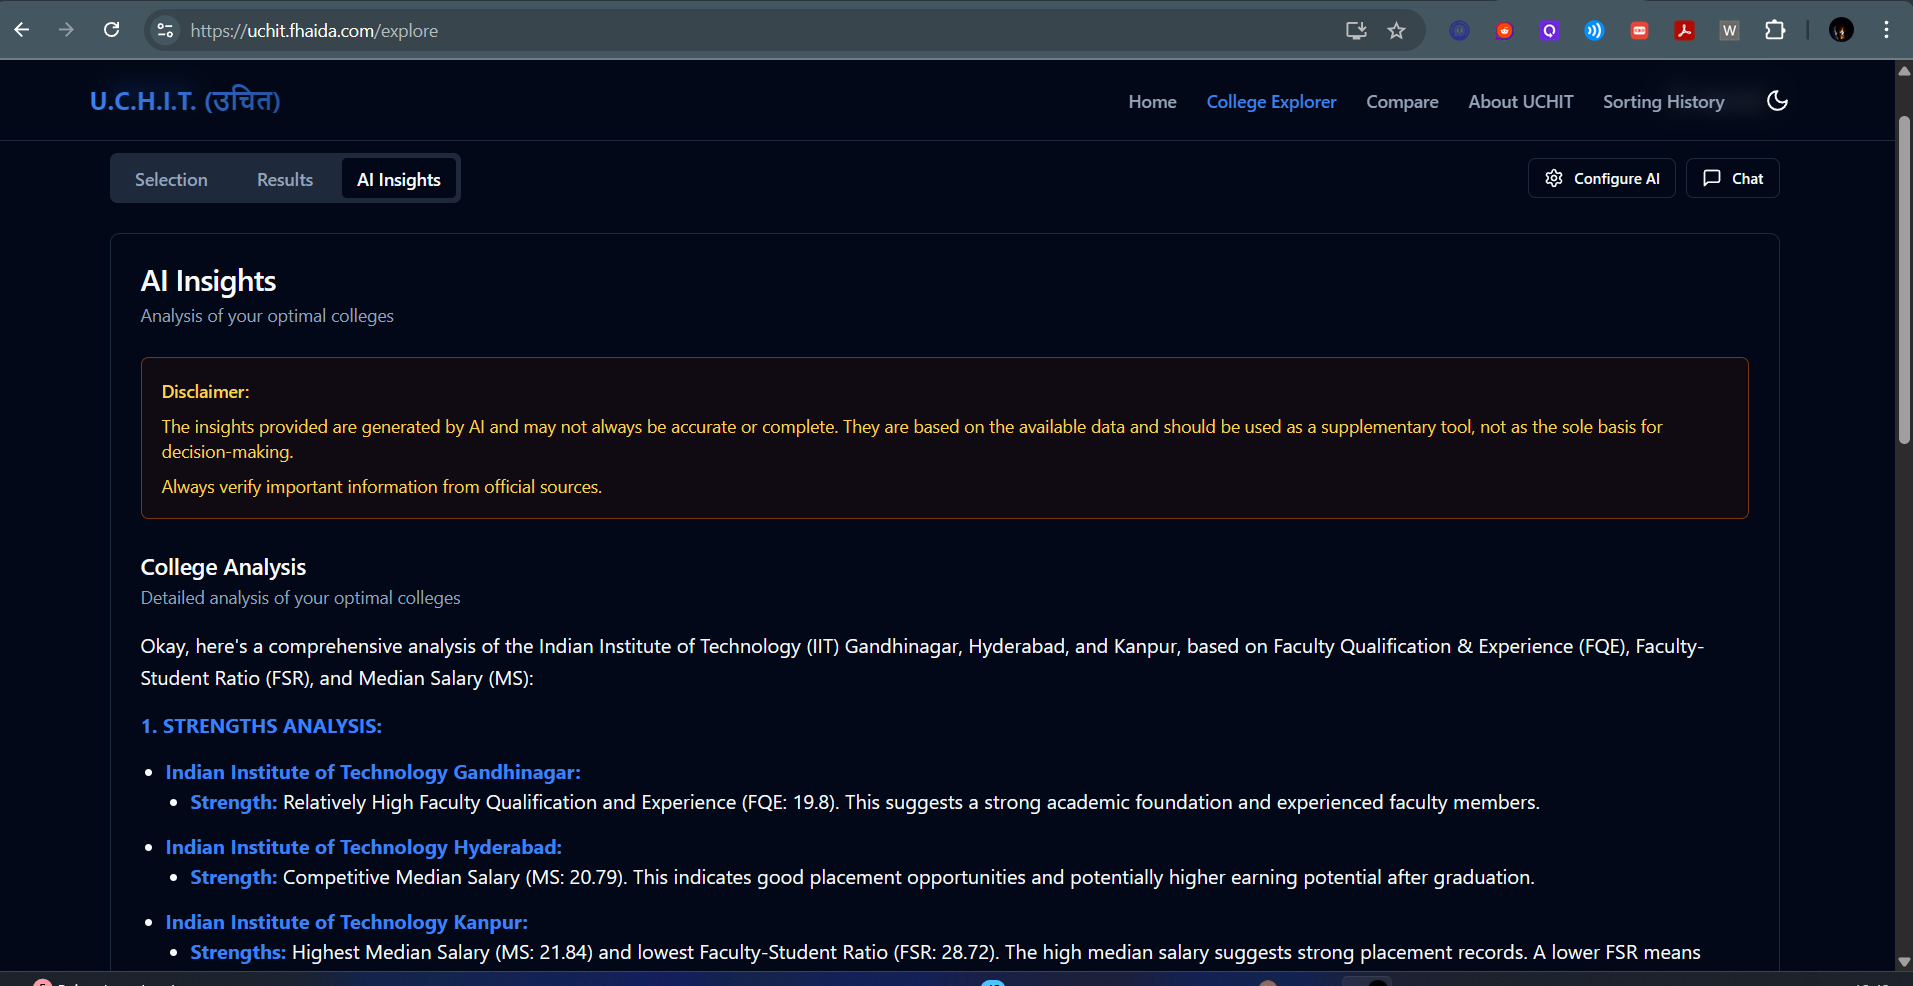 https://uchit.fhaida.com/explore
U.C.H.I.T. (उचित)
Home College Explorer Compare About UCHIT Sorting History
Selection Results AI Insights
Configure AI Chat
AI Insights
Analysis of your optimal colleges
Disclaimer:
The insights provided are generated by AI and may not always be accurate or complete. They are based on the available data and should be used as a supplementary tool, not as the sole basis for
decision-making.
Always verify important information from official sources.
College Analysis
Detailed analysis of your optimal colleges
Okay, here's a comprehensive analysis of the Indian Institute of Technology (IIT) Gandhinagar, Hyderabad, and Kanpur, based on Faculty Qualification & Experience (FQE), Faculty-
Student Ratio (FSR), and Median Salary (MS):
1. STRENGTHS ANALYSIS:
• Indian Institute of Technology Gandhinagar:
• Strength: Relatively High Faculty Qualification and Experience (FQE: 19.8). This suggests a strong academic foundation and experienced faculty members.
• Indian Institute of Technology Hyderabad:
• Strength: Competitive Median Salary (MS: 20.79). This indicates good placement opportunities and potentially higher earning potential after graduation.
• Indian Institute of Technology Kanpur:
• Strengths: Highest Median Salary (MS: 21.84) and lowest Faculty-Student Ratio (FSR: 28.72). The high median salary suggests strong placement records. A lower FSR means